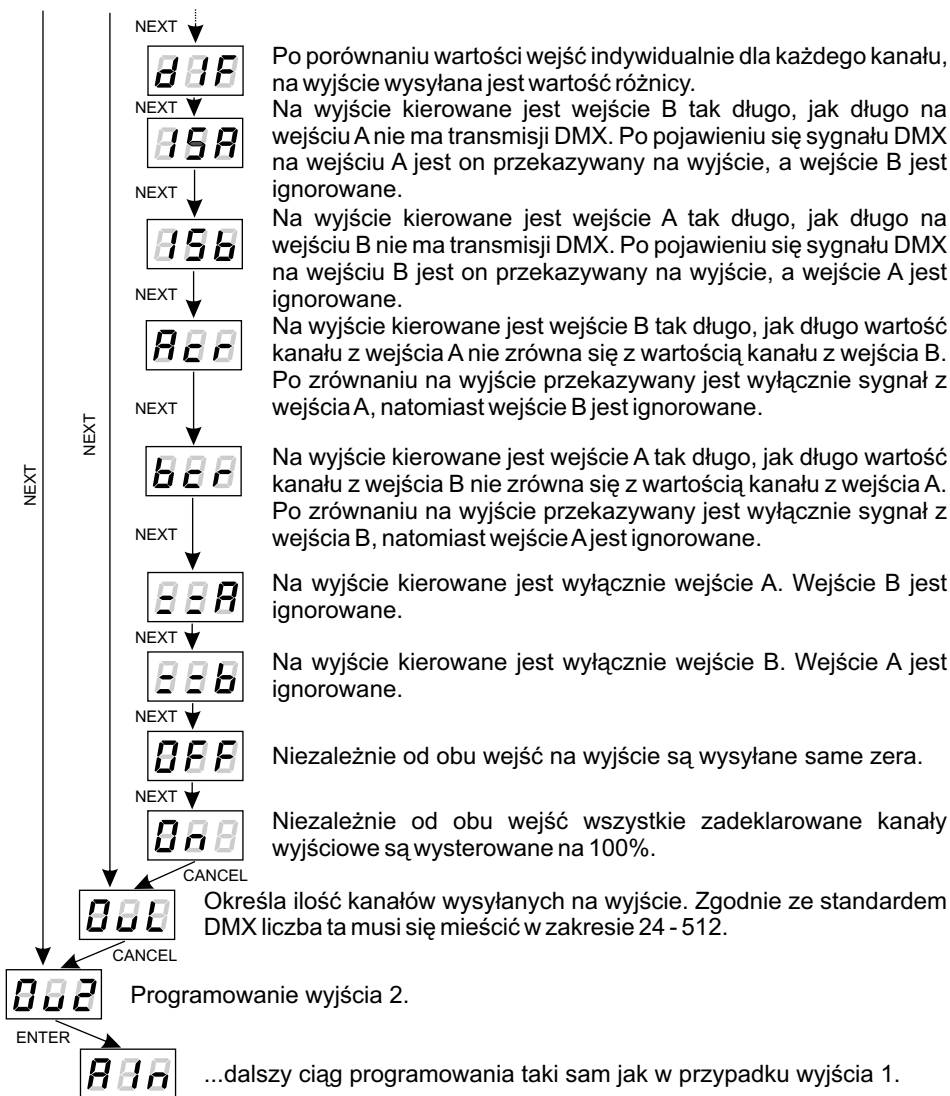 NEXT
d1F
Po porównaniu wartości wejść indywidualnie dla każdego kanału,
na wyjście wysyłana jest wartość różnicy.
NEXT
1SA
Na wyjście kierowane jest wejście B tak długo, jak długo na
wejściu A nie ma transmisji DMX. Po pojawieniu się sygnału DMX
na wejściu A jest on przekazywany na wyjście, a wejście B jest
ignorowane.
NEXT
1Sb
Na wyjście kierowane jest wejście A tak długo, jak długo na
wejściu B nie ma transmisji DMX. Po pojawieniu się sygnału DMX
na wejściu B jest on przekazywany na wyjście, a wejście A jest
ignorowane.
NEXT
Acr
Na wyjście kierowane jest wejście B tak długo, jak długo wartość
kanału z wejścia A nie zrówna się z wartością kanału z wejścia B.
Po zrównaniu na wyjście przekazywany jest wyłącznie sygnał z
wejścia A, natomiast wejście B jest ignorowane.
NEXT
NEXT
NEXT
bcr
Na wyjście kierowane jest wejście A tak długo, jak długo wartość
kanału z wejścia B nie zrówna się z wartością kanału z wejścia A.
Po zrównaniu na wyjście przekazywany jest wyłącznie sygnał z
wejścia B, natomiast wejście A jest ignorowane.
NEXT
==A
Na wyjście kierowane jest wyłącznie wejście A. Wejście B jest
ignorowane.
NEXT
==b
Na wyjście kierowane jest wyłącznie wejście B. Wejście A jest
ignorowane.
NEXT
OFF
Niezależnie od obu wejść na wyjście są wysyłane same zera.
NEXT
On
Niezależnie od obu wejść wszystkie zadeklarowane kanały
wyjściowe są wysterowane na 100%.
CANCEL
OuL
Określa ilość kanałów wysyłanych na wyjście. Zgodnie ze standardem
DMX liczba ta musi się mieścić w zakresie 24 - 512.
CANCEL
Ou2
Programowanie wyjścia 2.
ENTER
A1n
...dalszy ciąg programowania taki sam jak w przypadku wyjścia 1.